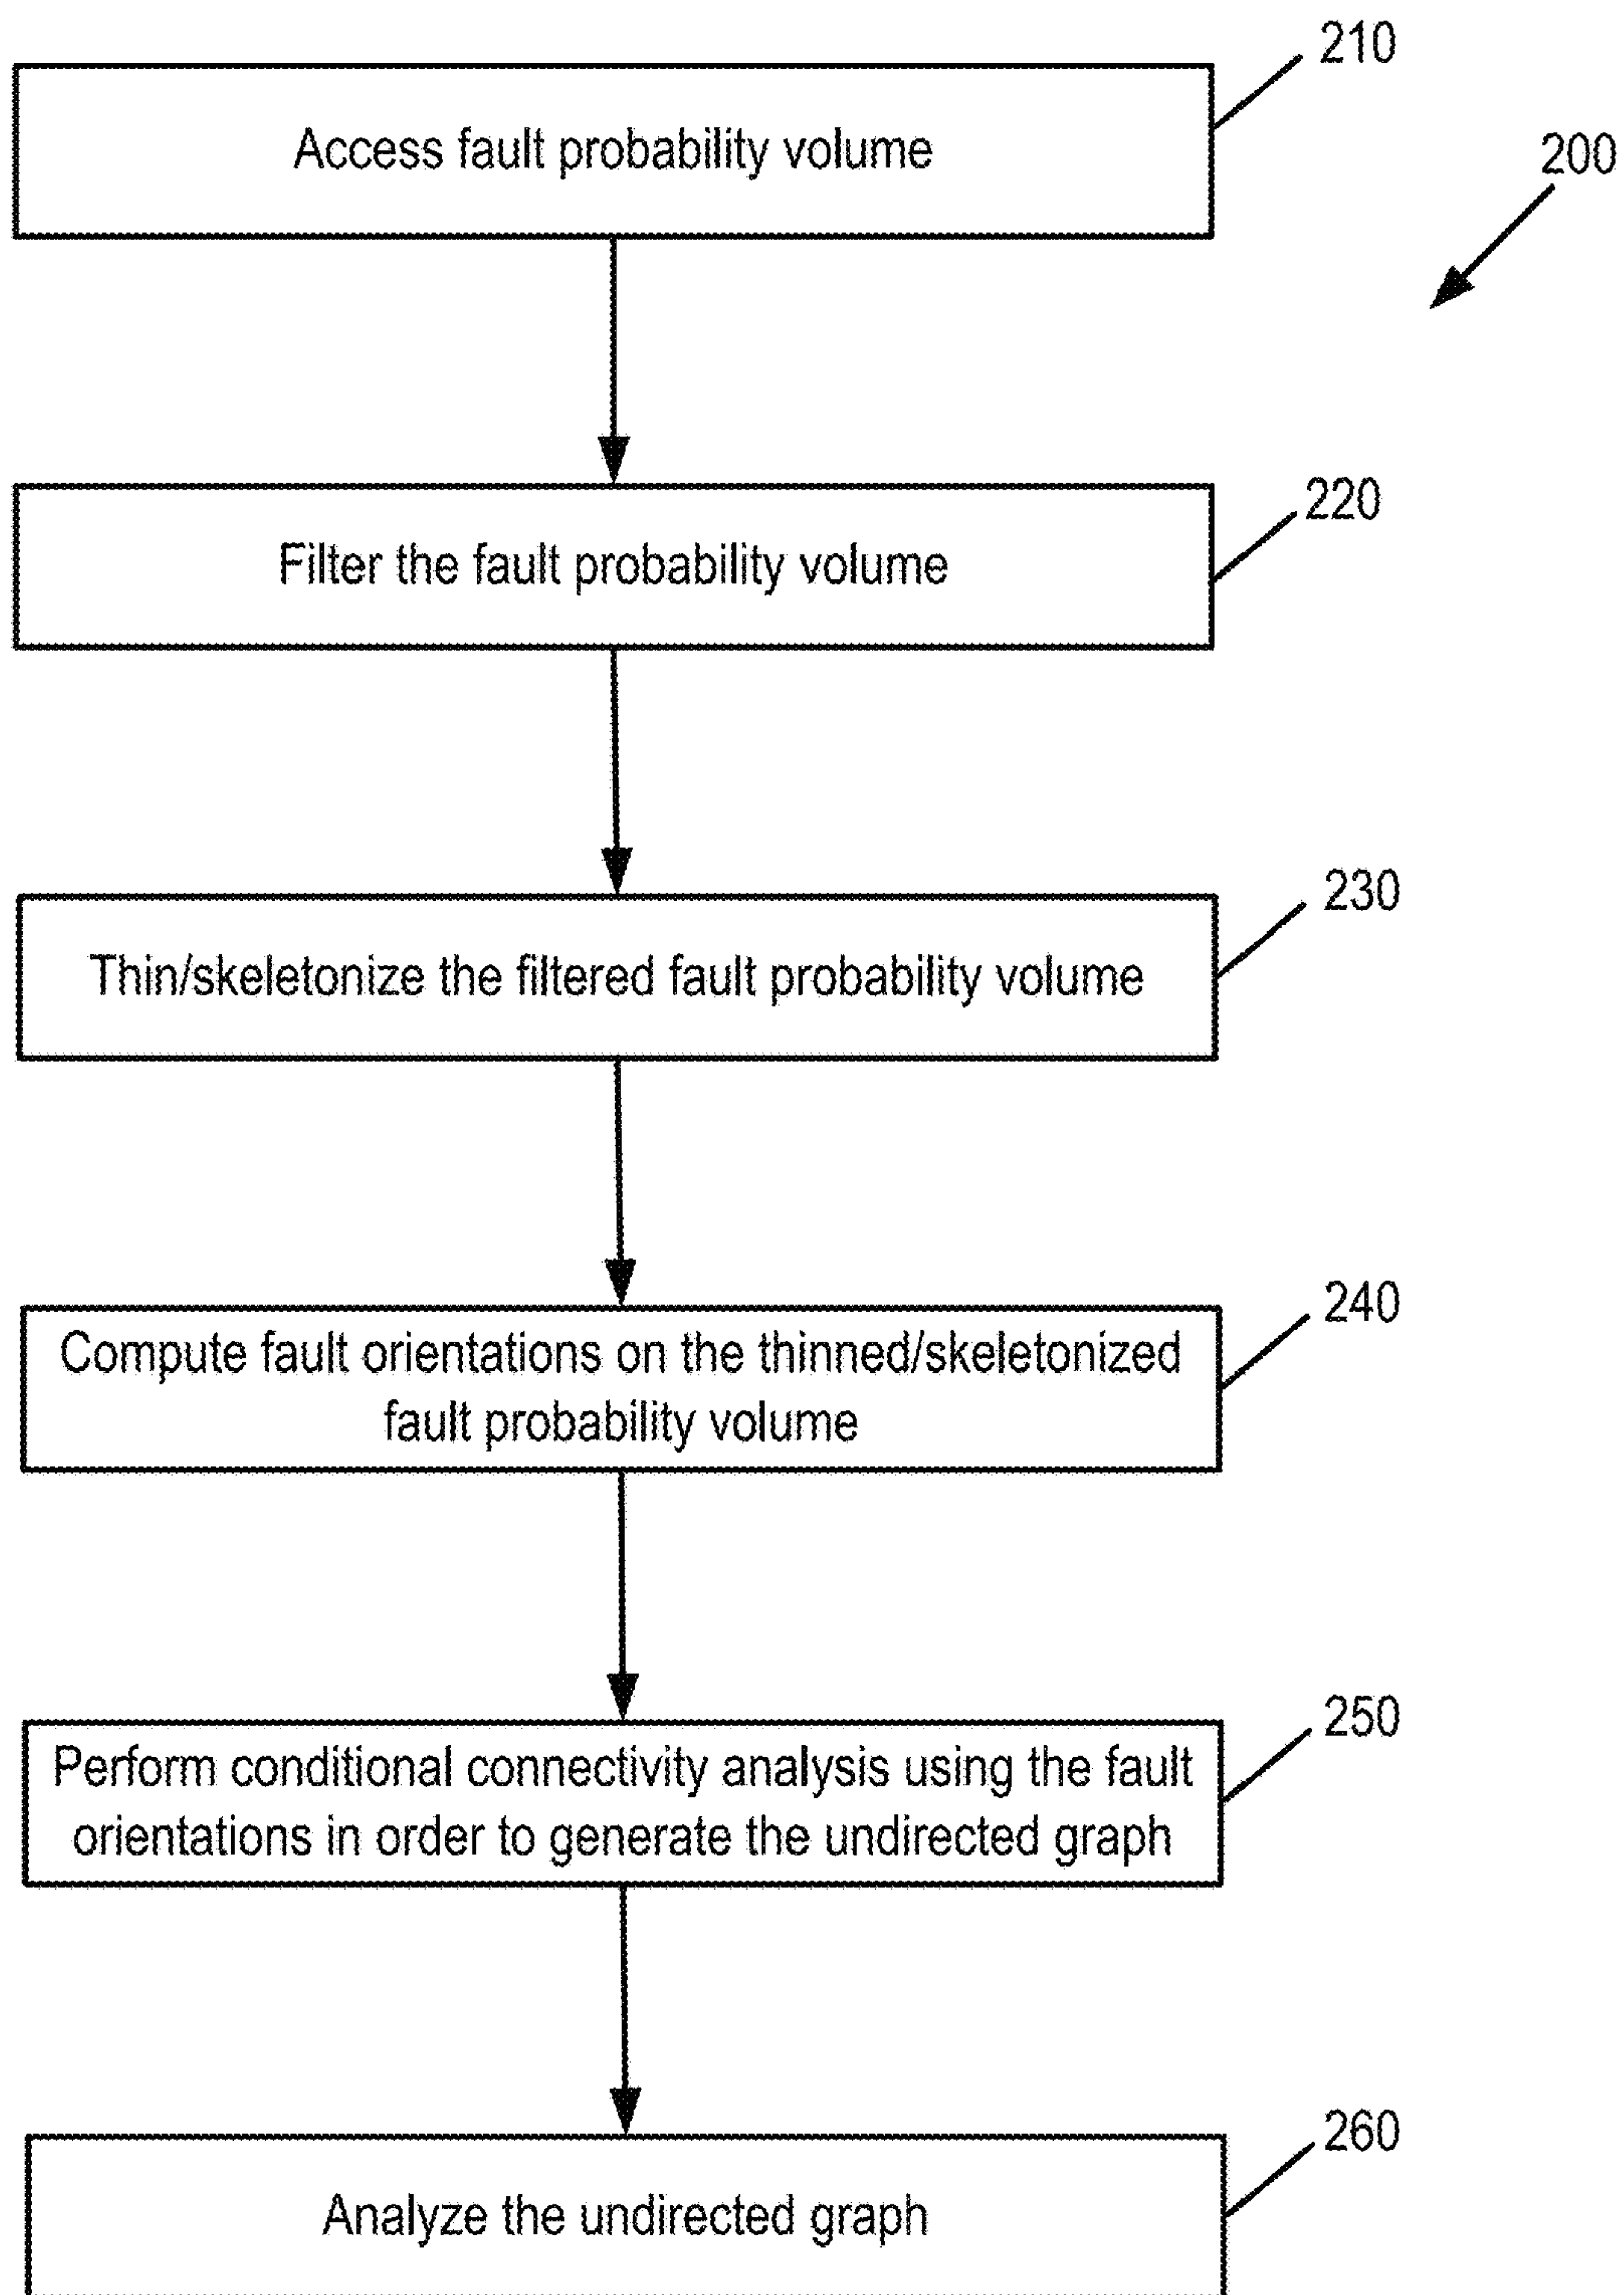 210
Access fault probability volume
200
220
Filter the fault probability volume
230
Thin/skeletonize the filtered fault probability volume
240
Compute fault orientations on the thinned/skeletonized
fault probability volume
250
Perform conditional connectivity analysis using the fault
orientations in order to generate the undirected graph
260
Analyze the undirected graph